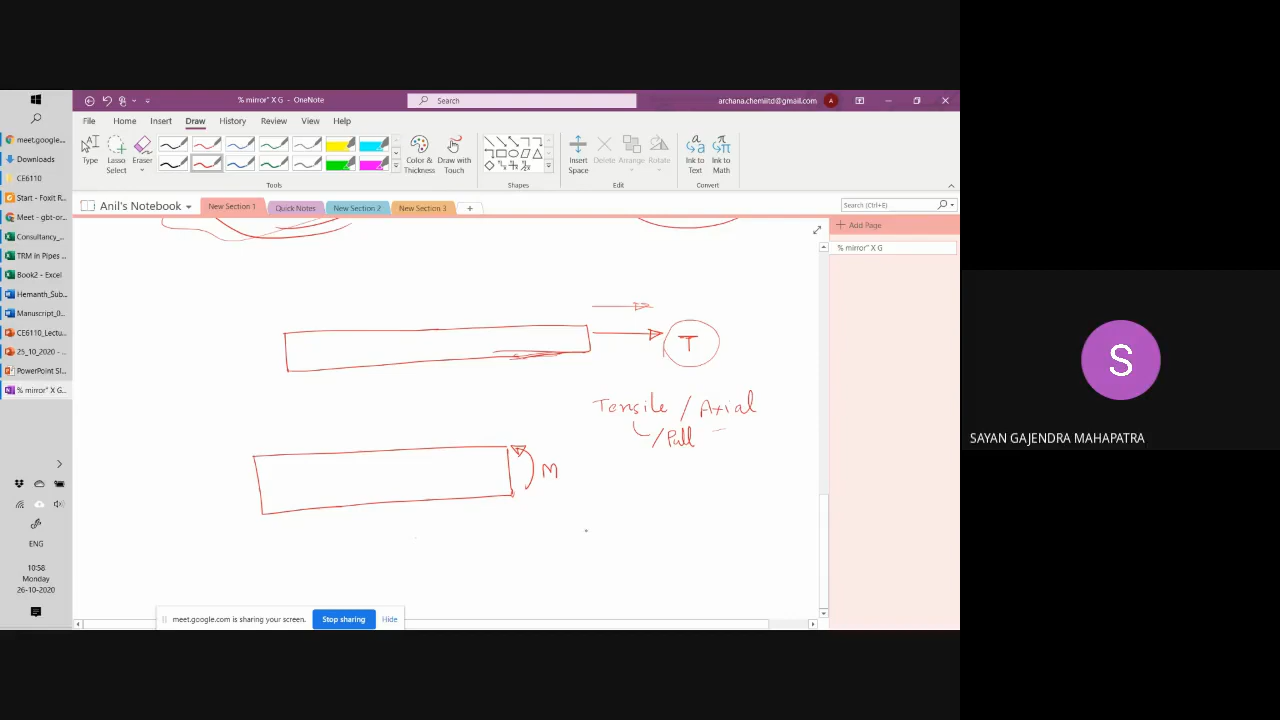 % mirror" X G - OneNote
Search
archana.chemiitd@gmail.com
A
File
Home
Insert
Draw
History
Review
View
Help
Type
Lasso Select
Eraser
Color & Thickness
Draw with Touch
Insert Space
Delete
Arrange
Rotate
Ink to Text
Ink to Math
Tools
Shapes
Edit
Convert
Anil's Notebook
New Section 1
Quick Notes
New Section 2
New Section 3
Search (Ctrl+E)
Add Page
% mirror" X G
meet.google...
Downloads
CE6110
Start - Foxit R...
Meet - gbt-or...
Consultancy_...
TRM in Pipes ...
Book2 - Excel
Hemanth_Sub...
Manuscript_0...
CE6110_Lectu...
25_10_2020 - ...
PowerPoint Sl...
% mirror" X G...
ENG
10:58
Monday
26-10-2020
T
Tensile / Axial
/ Pull
M
meet.google.com is sharing your screen.
Stop sharing
Hide
S
SAYAN GAJENDRA MAHAPATRA